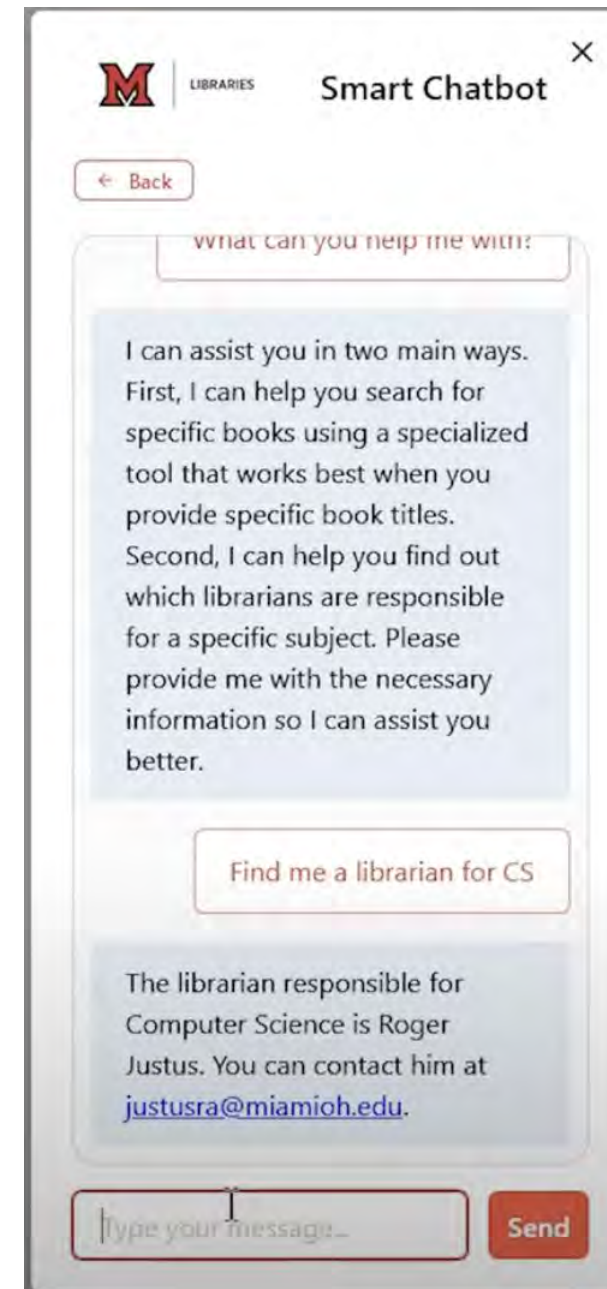 M
LIBRARIES
Smart Chatbot
← Back
What can you help me with?
I can assist you in two main ways.
First, I can help you search for
specific books using a specialized
tool that works best when you
provide specific book titles.
Second, I can help you find out
which librarians are responsible
for a specific subject. Please
provide me with the necessary
information so I can assist you
better.
Find me a librarian for CS
The librarian responsible for
Computer Science is Roger
Justus. You can contact him at
justusra@miamioh.edu.
Type your message...
Send